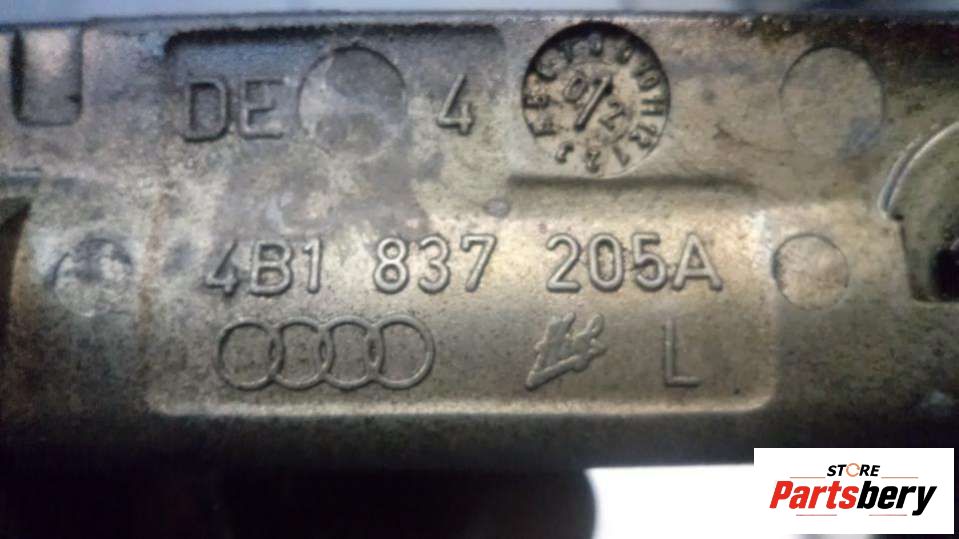 DE 4
4B1 837 205A
L
STORE
Partsbery